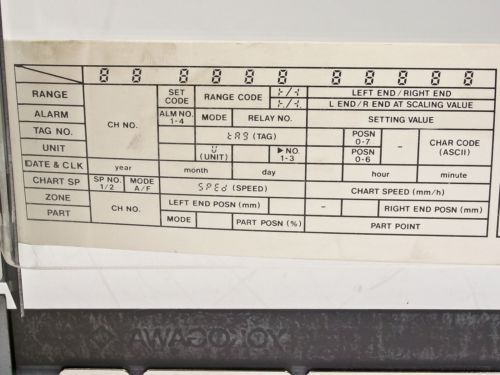 8 8 8 8 8 8 8 8 8 8 8
RANGE CH NO. SET CODE RANGE CODE LEFT END / RIGHT END
L END / R END AT SCALING VALUE
ALARM ALM NO. 1-4 MODE RELAY NO. SETTING VALUE
TAG NO. tAG (TAG) POSN 0-7 - CHAR CODE (ASCII)
UNIT U (UNIT) ▶ NO. 1-3 POSN 0-6
DATE & CLK year month day hour minute
CHART SP SP NO. 1/2 MODE A/F SPEd (SPEED) CHART SPEED (mm/h)
ZONE CH NO. LEFT END POSN (mm) - RIGHT END POSN (mm)
PART MODE PART POSN (%) PART POINT
YOKOGAWA